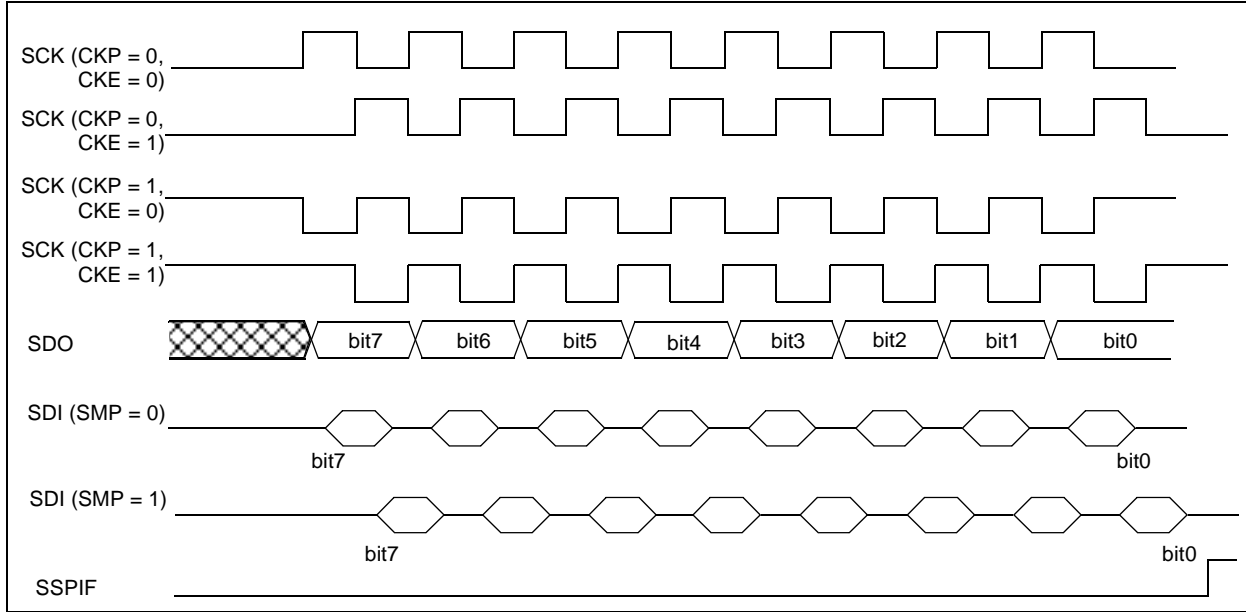 SCK (CKP = 0,
CKE = 0)
SCK (CKP = 0,
CKE = 1)
SCK (CKP = 1,
CKE = 0)
SCK (CKP = 1,
CKE = 1)
SDO bit7 bit6 bit5 bit4 bit3 bit2 bit1 bit0
SDI (SMP = 0)
bit7 bit0
SDI (SMP = 1)
bit7 bit0
SSPIF